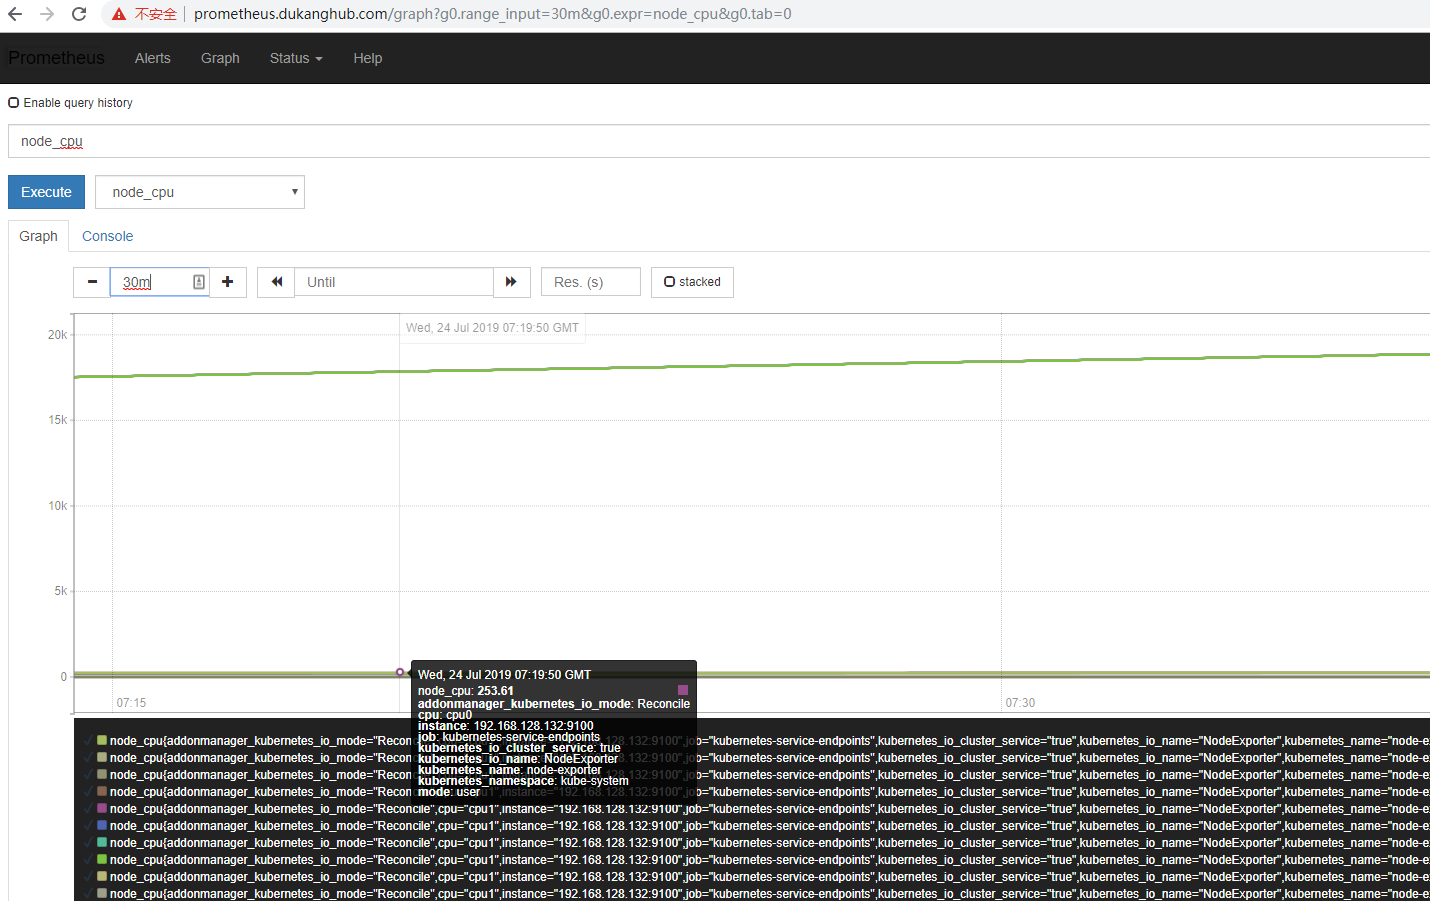 不安全 prometheus.dukanghub.com/graph?g0.range_input=30m&g0.expr=node_cpu&g0.tab=0
Prometheus Alerts Graph Status Help
Enable query history
node_cpu
Execute node_cpu
Graph Console
30m Until Res. (s) stacked
Wed, 24 Jul 2019 07:19:50 GMT
20k
15k
10k
5k
0
07:15 07:30
Wed, 24 Jul 2019 07:19:50 GMT
node_cpu: 253.61
addonmanager_kubernetes_io_mode: Reconcile
cpu: cpu0
instance: 192.168.128.132:9100
job: kubernetes-service-endpoints
kubernetes_io_cluster_service: true
kubernetes_io_name: NodeExporter
kubernetes_name: node-exporter
kubernetes_namespace: kube-system
mode: user
node_cpu{addonmanager_kubernetes_io_mode="Recon 28.132:9100",job="kubernetes-service-endpoints",kubernetes_io_cluster_service="true",kubernetes_io_name="NodeExporter",kubernetes_name="node-e
node_cpu{addonmanager_kubernetes_io_mode="Recon 28.132:9100",job="kubernetes-service-endpoints",kubernetes_io_cluster_service="true",kubernetes_io_name="NodeExporter",kubernetes_name="node-e
node_cpu{addonmanager_kubernetes_io_mode="Recon 28.132:9100",job="kubernetes-service-endpoints",kubernetes_io_cluster_service="true",kubernetes_io_name="NodeExporter",kubernetes_name="node-e
node_cpu{addonmanager_kubernetes_io_mode="Recon 28.132:9100",job="kubernetes-service-endpoints",kubernetes_io_cluster_service="true",kubernetes_io_name="NodeExporter",kubernetes_name="node-e
node_cpu{addonmanager_kubernetes_io_mode="Reconcile",cpu="cpu1",instance="192.168.128.132:9100",job="kubernetes-service-endpoints",kubernetes_io_cluster_service="true",kubernetes_io_name="NodeExporter",kubernetes_name="node-e
node_cpu{addonmanager_kubernetes_io_mode="Reconcile",cpu="cpu1",instance="192.168.128.132:9100",job="kubernetes-service-endpoints",kubernetes_io_cluster_service="true",kubernetes_io_name="NodeExporter",kubernetes_name="node-e
node_cpu{addonmanager_kubernetes_io_mode="Reconcile",cpu="cpu1",instance="192.168.128.132:9100",job="kubernetes-service-endpoints",kubernetes_io_cluster_service="true",kubernetes_io_name="NodeExporter",kubernetes_name="node-e
node_cpu{addonmanager_kubernetes_io_mode="Reconcile",cpu="cpu1",instance="192.168.128.132:9100",job="kubernetes-service-endpoints",kubernetes_io_cluster_service="true",kubernetes_io_name="NodeExporter",kubernetes_name="node-e
node_cpu{addonmanager_kubernetes_io_mode="Reconcile",cpu="cpu1",instance="192.168.128.132:9100",job="kubernetes-service-endpoints",kubernetes_io_cluster_service="true",kubernetes_io_name="NodeExporter",kubernetes_name="node-e
node_cpu{addonmanager_kubernetes_io_mode="Reconcile",cpu="cpu1",instance="192.168.128.132:9100",job="kubernetes-service-endpoints",kubernetes_io_cluster_service="true",kubernetes_io_name="NodeExporter",kubernetes_name="node-e